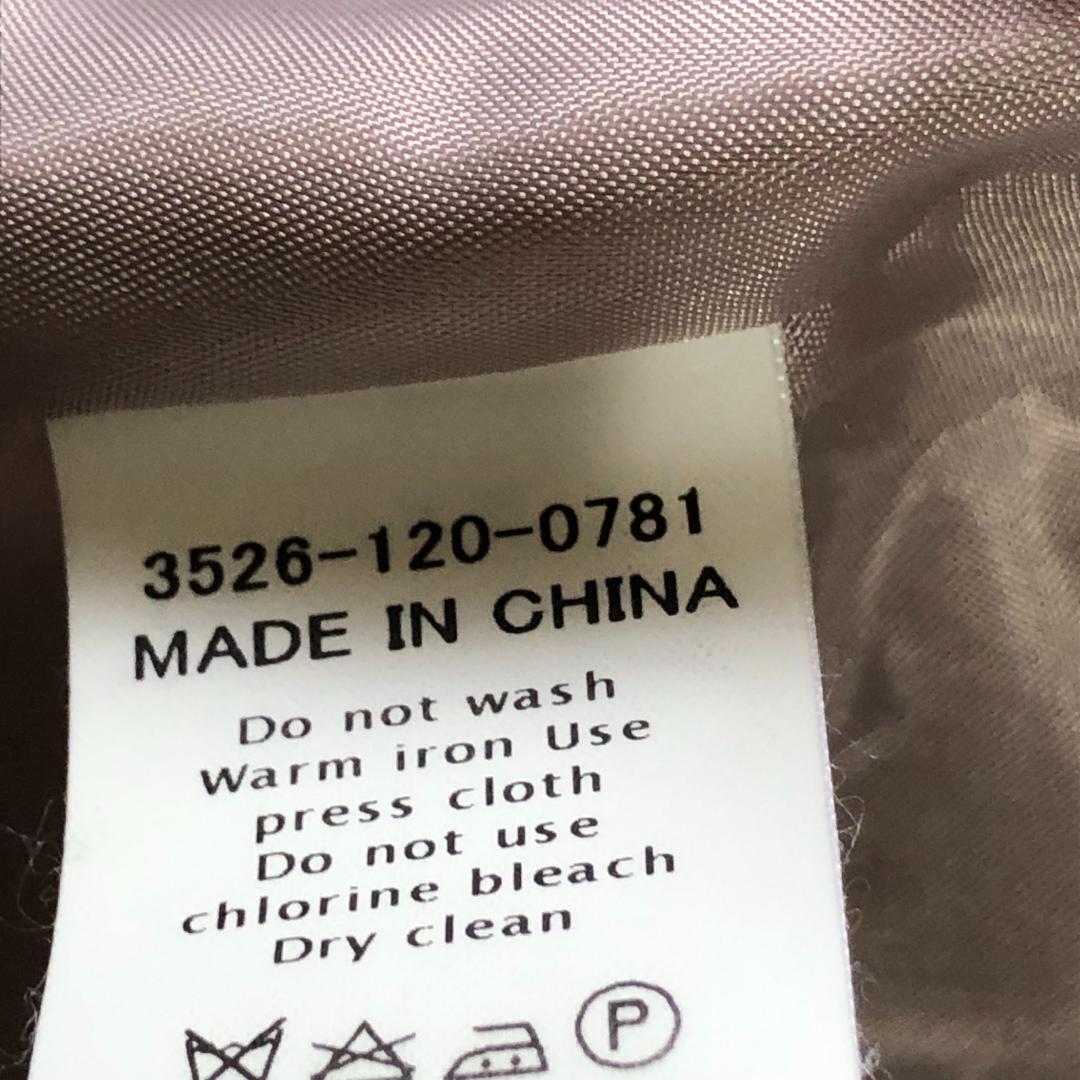 3526-120-0781
MADE IN CHINA
Do not wash
Warm iron Use
press cloth
Do not use
chlorine bleach
Dry clean
P